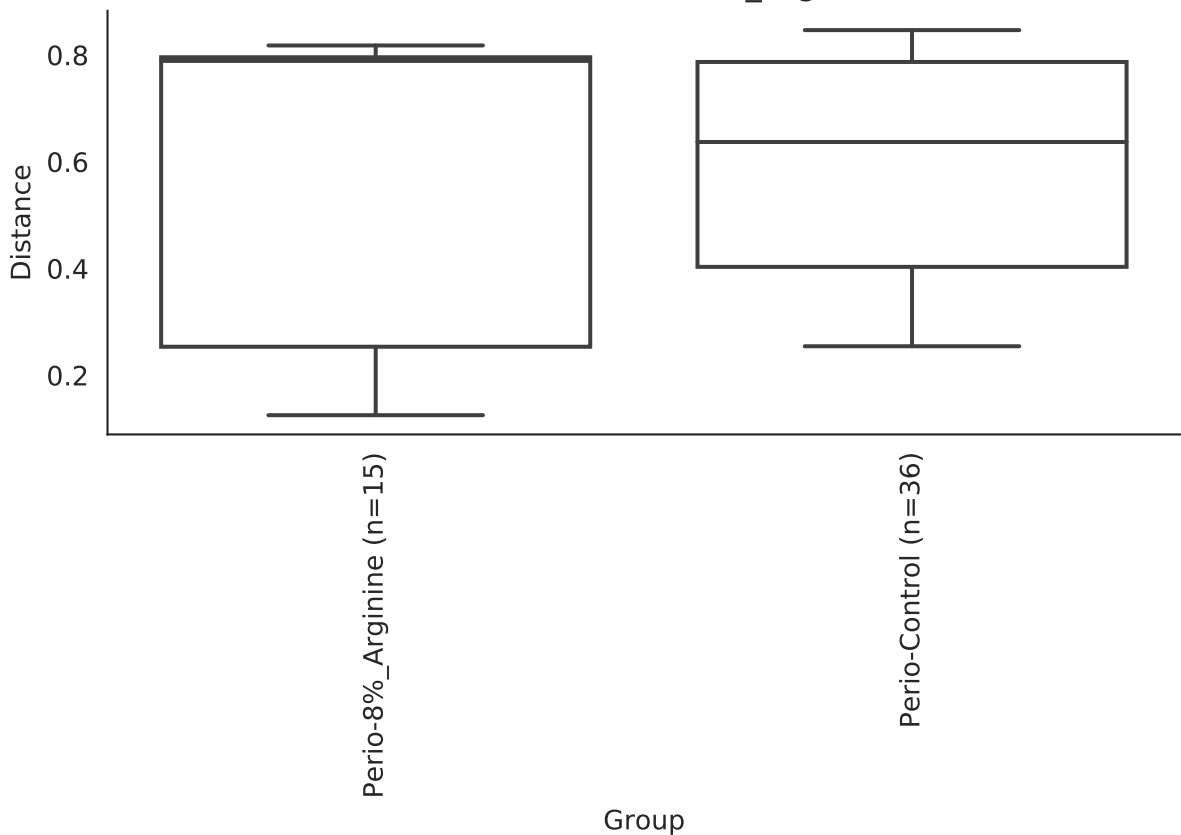 Distance
0.8
0.6
0.4
0.2
Perio-8%_Arginine (n=15)
Perio-Control (n=36)
Group